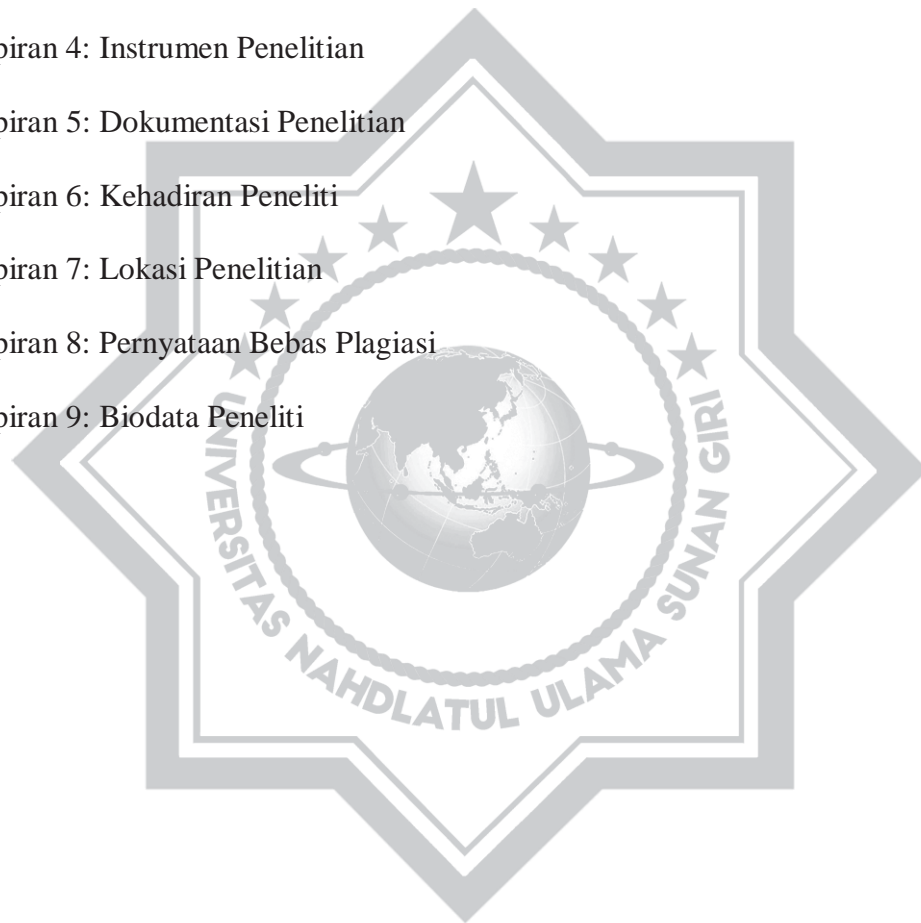 piran 4: Instrumen Penelitian
piran 5: Dokumentasi Penelitian
piran 6: Kehadiran Peneliti
piran 7: Lokasi Penelitian
piran 8: Pernyataan Bebas Plagiasi
piran 9: Biodata Peneliti
UNIVERSITAS NAHDLATUL ULAMA SUNAN GIRI